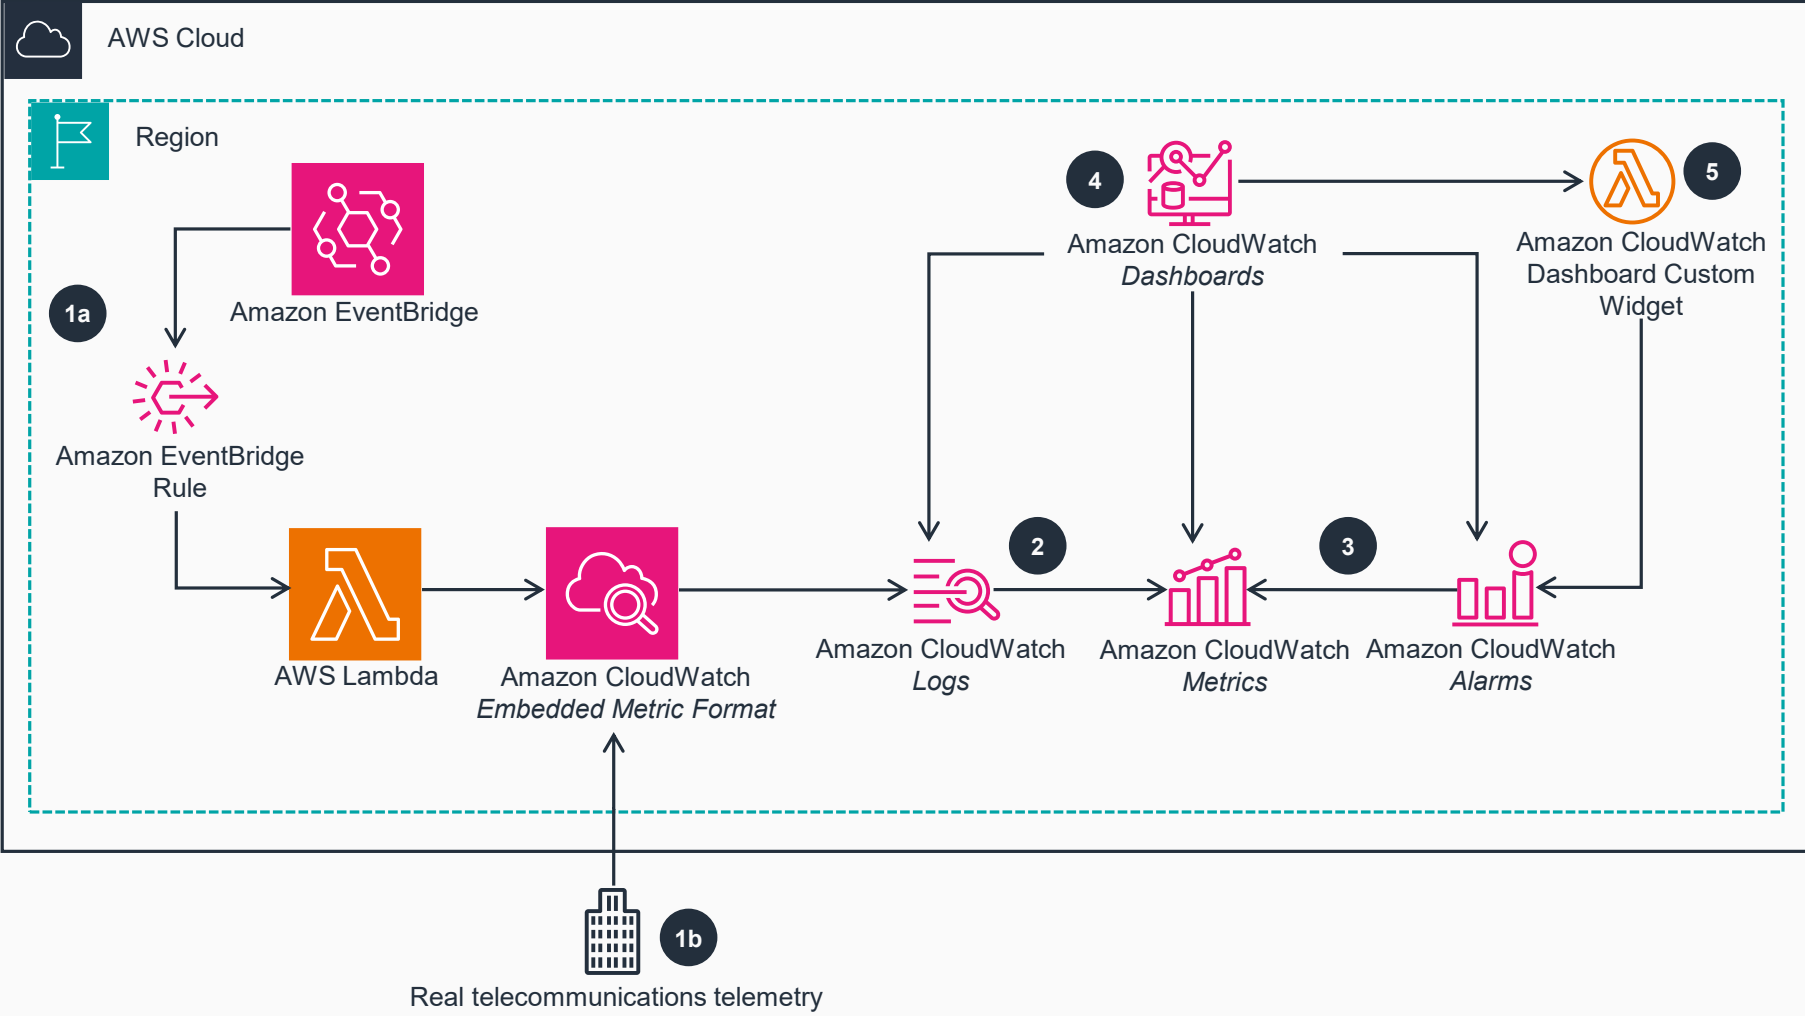 AWS Cloud
Region
4
5
Amazon CloudWatch
Dashboards
Amazon CloudWatch
Dashboard Custom
Widget
1a
Amazon EventBridge
Amazon EventBridge
Rule
2
3
AWS Lambda
Amazon CloudWatch
Embedded Metric Format
Amazon CloudWatch
Logs
Amazon CloudWatch
Metrics
Amazon CloudWatch
Alarms
1b
Real telecommunications telemetry